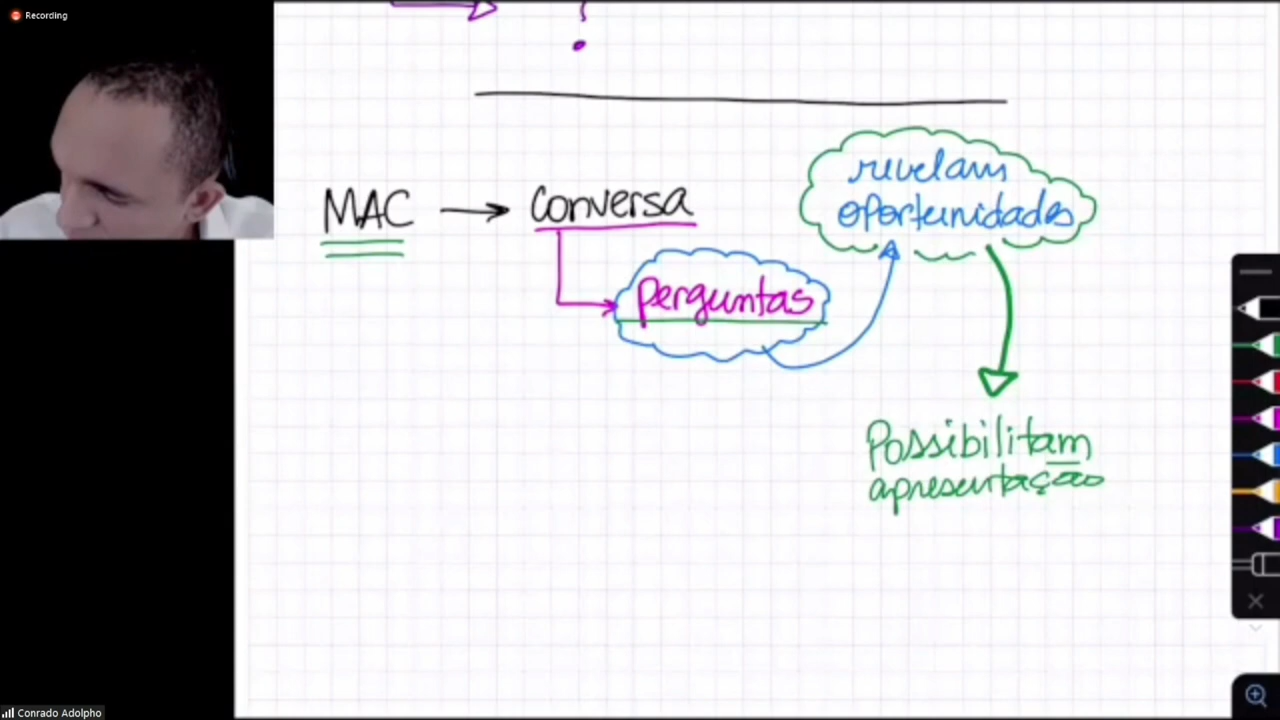 Recording
?
MAC → conversa
revelam
oportunidades
perguntas
Possibilitam
apresentação
Conrado Adolpho